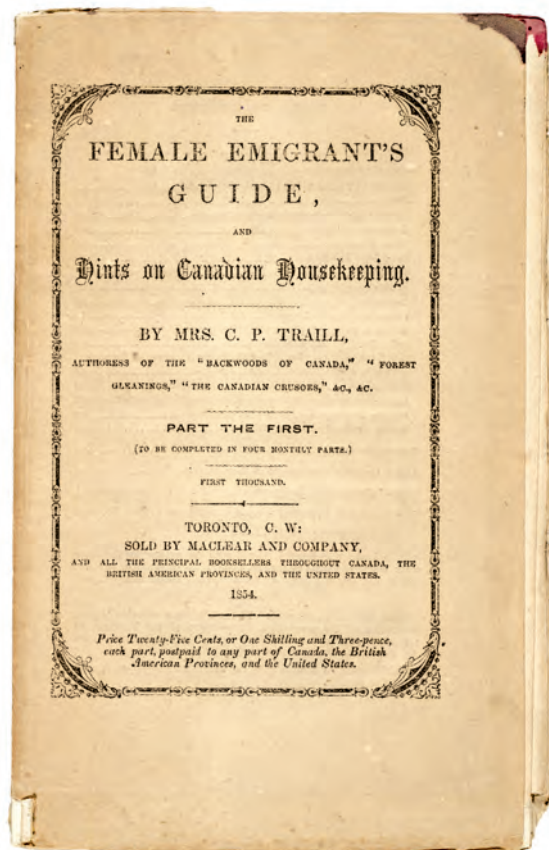 THE
FEMALE EMIGRANT'S
GUIDE,
AND
Hints on Canadian Housekeeping.
BY MRS. C. P. TRAILL,
AUTHORESS OF THE "BACKWOODS OF CANADA," "FOREST
GLEANINGS," "THE CANADIAN CRUSOES," &C., &C.
PART THE FIRST.
(TO BE COMPLETED IN FOUR MONTHLY PARTS.)
FIRST THOUSAND.
TORONTO, C. W:
SOLD BY MACLEAR AND COMPANY,
AND ALL THE PRINCIPAL BOOKSELLERS THROUGHOUT CANADA, THE
BRITISH AMERICAN PROVINCES, AND THE UNITED STATES.
1854.
Price Twenty-Five Cents, or One Shilling and Three-pence,
each part, postpaid to any part of Canada, the British
American Provinces, and the United States.